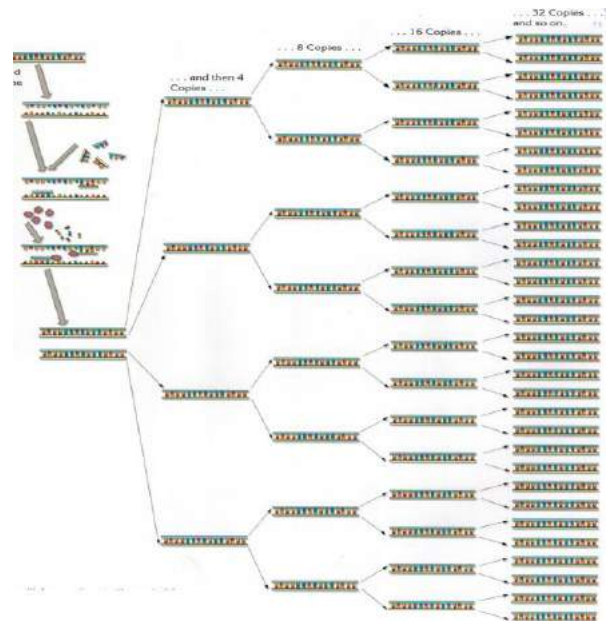 . . . 32 Copies . . .
and so on. .
. . . 16 Copies . . .
. . . 8 Copies . . .
. . . and then 4
Copies . . .